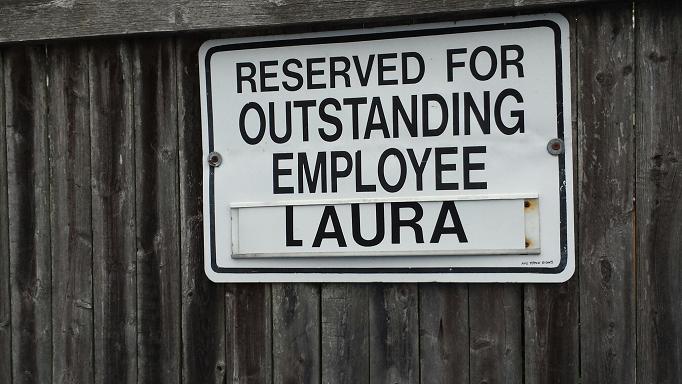 RESERVED FOR
OUTSTANDING
EMPLOYEE
LAURA